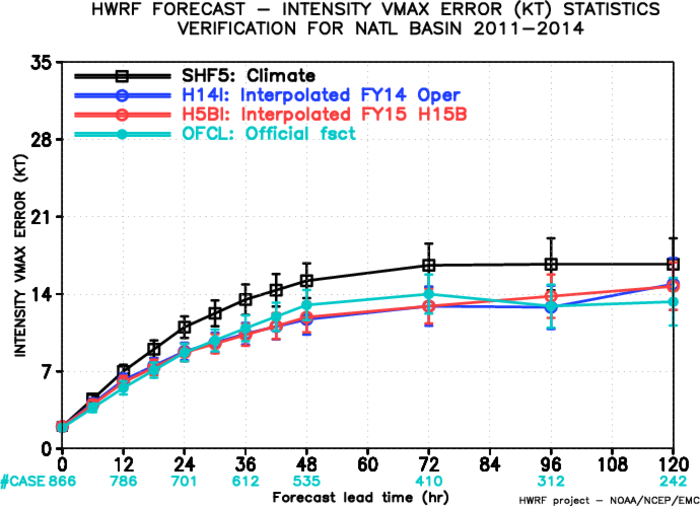 HWRF FORECAST – INTENSITY VMAX ERROR (KT) STATISTICS
VERIFICATION FOR NATL BASIN 2011–2014
INTENSITY VMAX ERROR (KT)
35
28
21
14
7
0
SHF5: Climate
H14I: Interpolated FY14 Oper
H5BI: Interpolated FY15 H15B
OFCL: Official fsct
0 12 24 36 48 60 72 84 96 108 120
#CASE 866 786 701 612 535 410 312 242
Forecast lead time (hr)
HWRF project – NOAA/NCEP/EMC